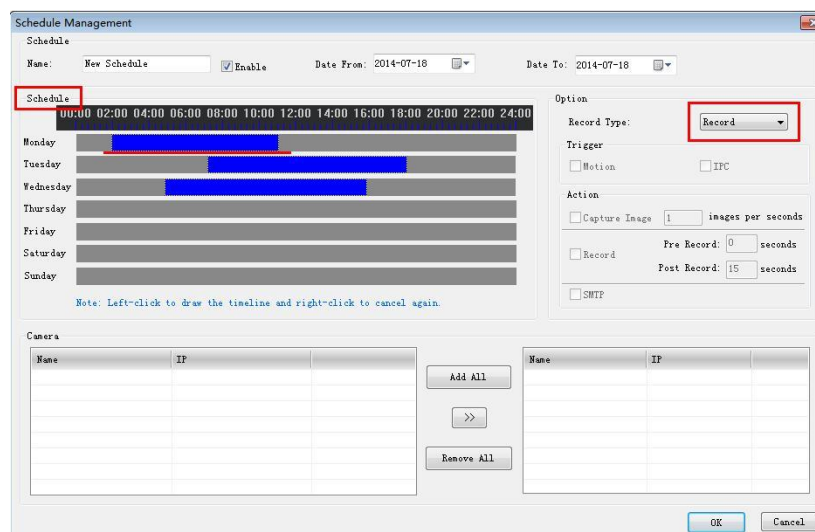 Schedule Management
Schedule
Name: New Schedule Enable Date From: 2014-07-18 Date To: 2014-07-18
Schedule
00:00 02:00 04:00 06:00 08:00 10:00 12:00 14:00 16:00 18:00 20:00 22:00 24:00
Monday
Tuesday
Wednesday
Thursday
Friday
Saturday
Sunday
Note: Left-click to draw the timeline and right-click to cancel again.
Option
Record Type: Record
Trigger
Motion IPC
Action
Capture Image 1 images per seconds
Record Pre Record: 0 seconds
Post Record: 15 seconds
SMTP
Camera
Name IP
Add All
>>
Remove All
Name IP
OK Cancel